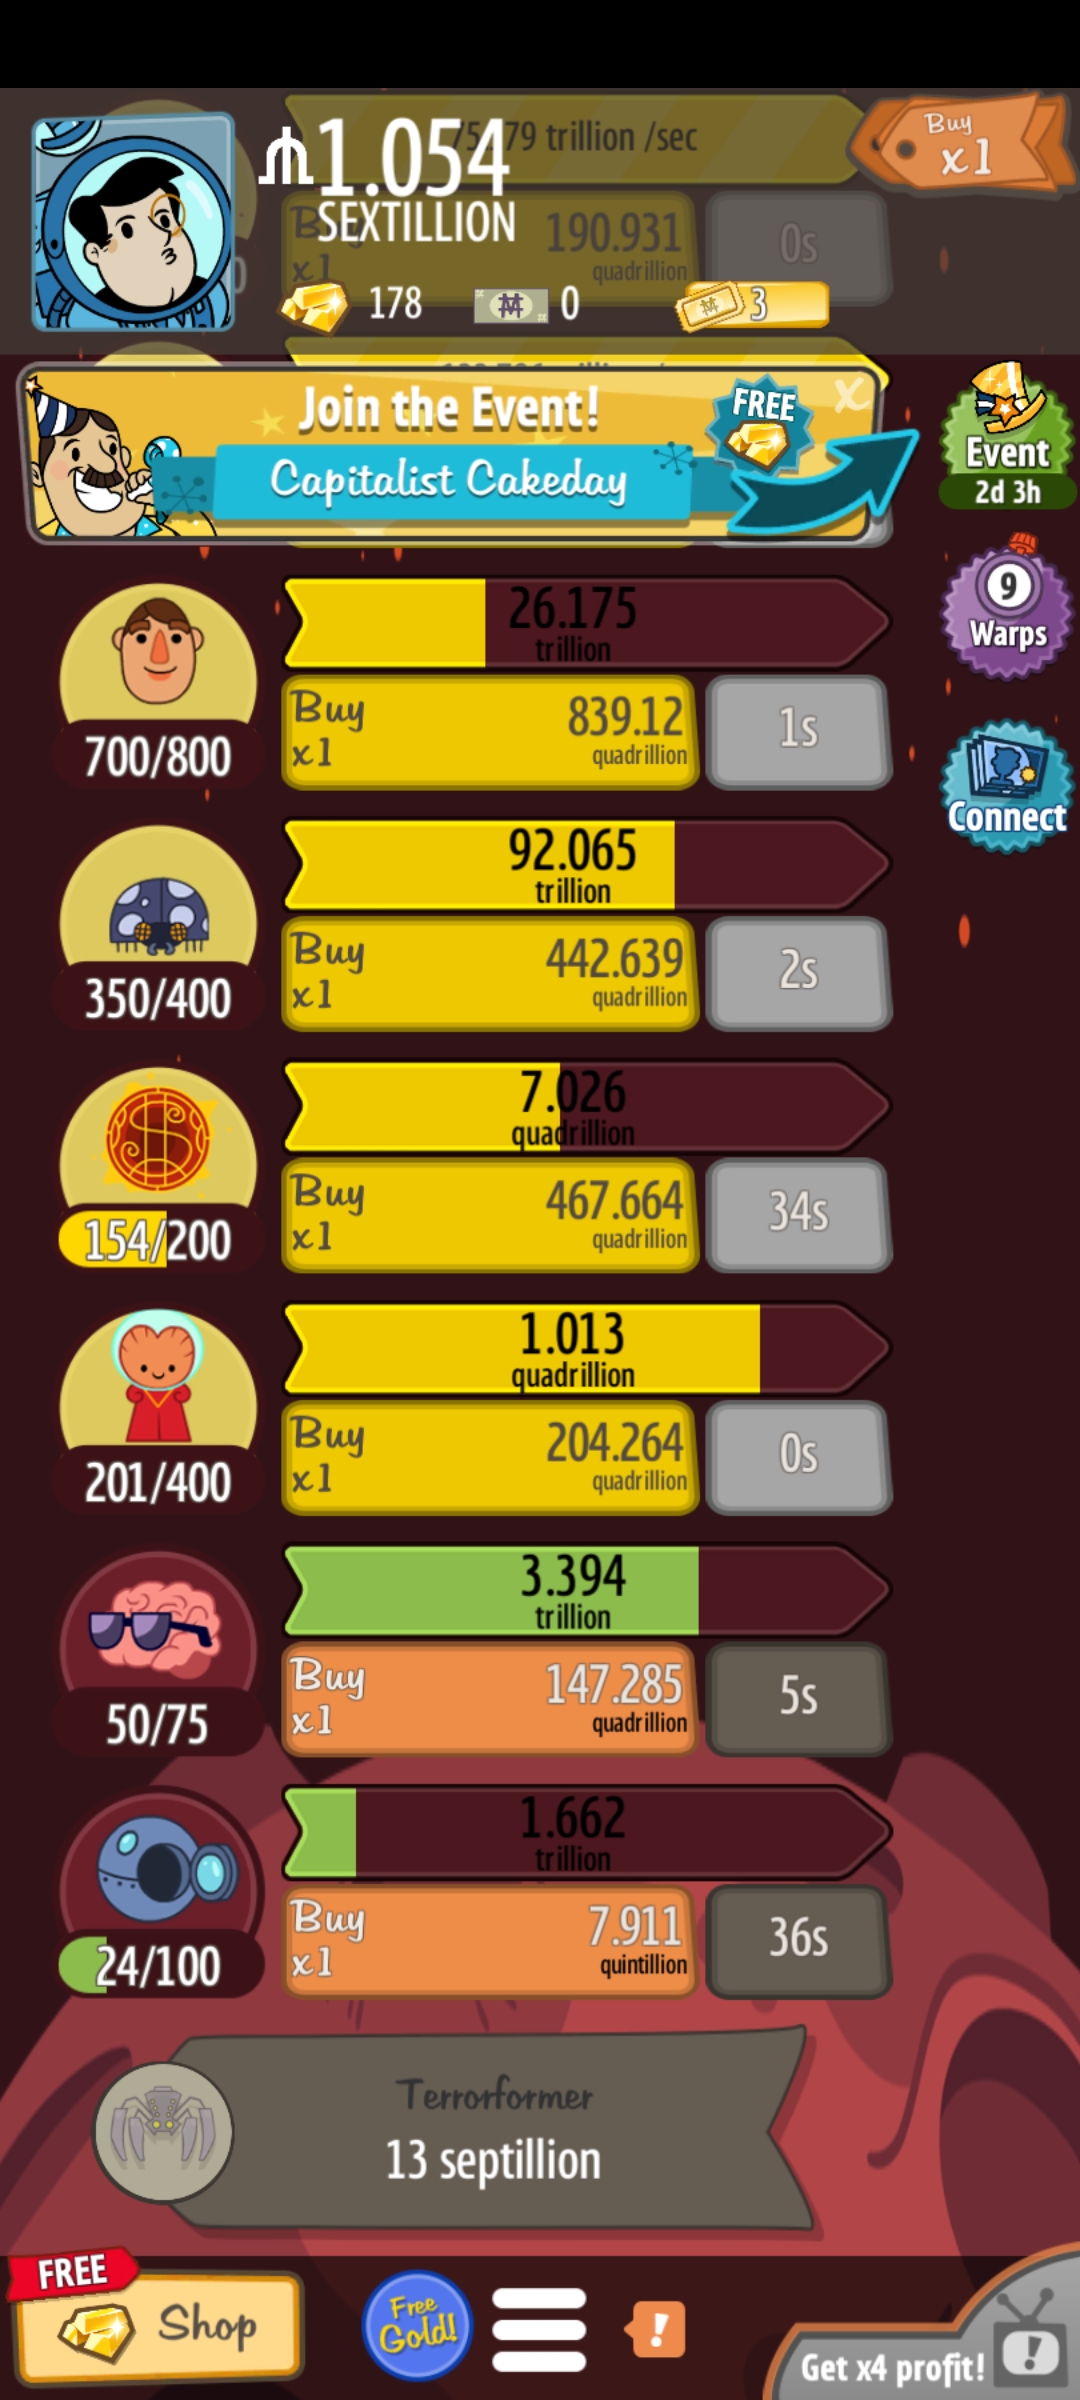 1.054
79 trillion /sec
Buy
x1
SEXTILLION
190.931
quadrillion
x1
0s
178
0
3
Join the Event!
FREE
X
Capitalist Cakeday
Event
2d 3h
9
Warps
Connect
26.175
trillion
700/800
Buy
x1
839.12
quadrillion
1s
92.065
trillion
350/400
Buy
x1
442.639
quadrillion
2s
7.026
quadrillion
154/200
Buy
x1
467.664
quadrillion
34s
1.013
quadrillion
201/400
Buy
x1
204.264
quadrillion
0s
3.394
trillion
50/75
Buy
x1
147.285
quadrillion
5s
1.662
trillion
24/100
Buy
x1
7.911
quintillion
36s
Terrorformer
13 septillion
FREE
Shop
Free
Gold!
!
Get x4 profit!
!